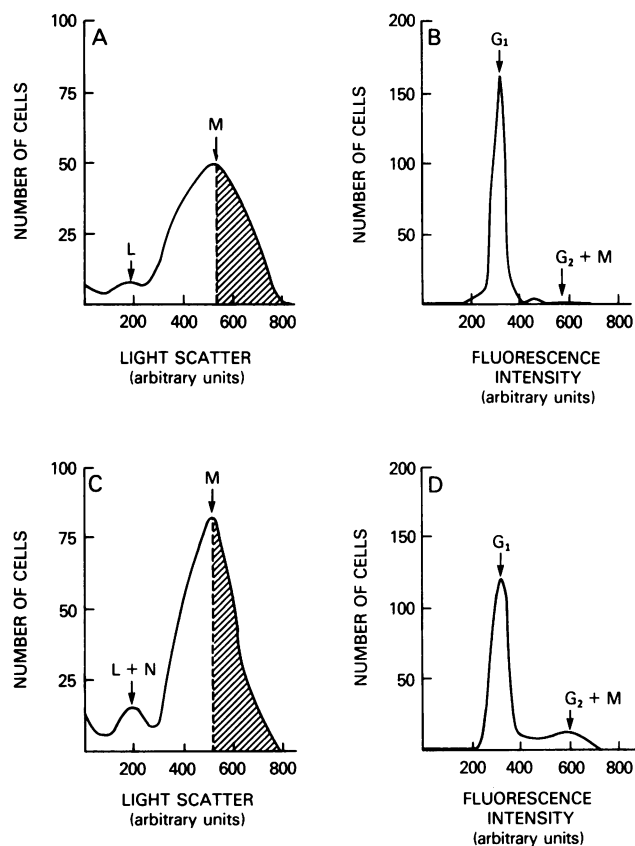 A
NUMBER OF CELLS
100
75
50
25
L
M
200 400 600 800
LIGHT SCATTER
(arbitrary units)
B
NUMBER OF CELLS
200
150
100
50
G₁
G₂ + M
200 400 600 800
FLUORESCENCE
INTENSITY
(arbitrary units)
C
NUMBER OF CELLS
100
75
50
25
L + N
M
200 400 600 800
LIGHT SCATTER
(arbitrary units)
D
NUMBER OF CELLS
200
150
100
50
G₁
G₂ + M
200 400 600 800
FLUORESCENCE
INTENSITY
(arbitrary units)